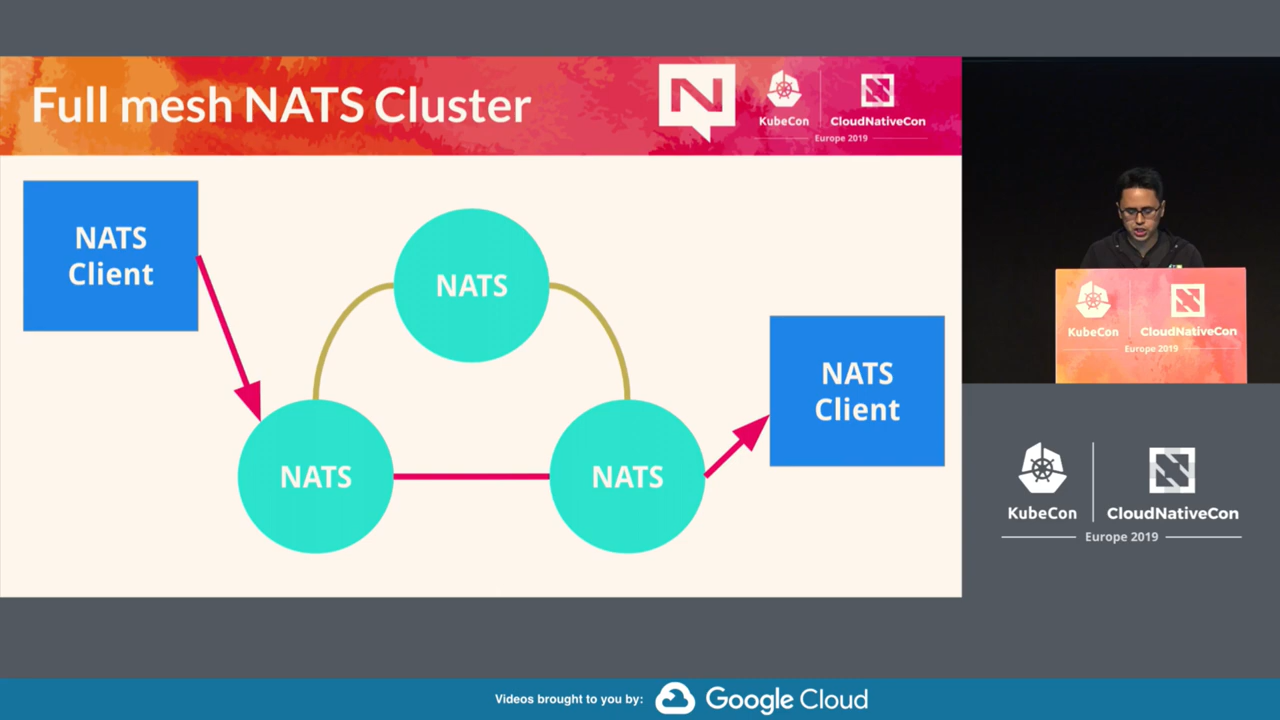 Full mesh NATS Cluster
N
KubeCon
CloudNativeCon
Europe 2019
NATS
Client
NATS
NATS
NATS
NATS
Client
KubeCon
CloudNativeCon
Europe 2019
KubeCon
CloudNativeCon
Europe 2019
Videos brought to you by:
Google Cloud